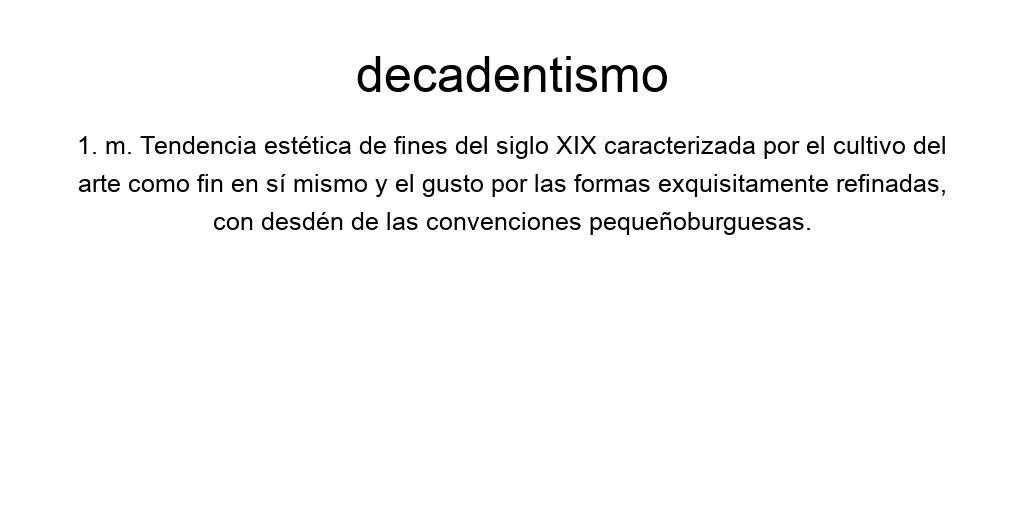 decadentismo
1. m. Tendencia estética de fines del siglo XIX caracterizada por el cultivo del
arte como fin en sí mismo y el gusto por las formas exquisitamente refinadas,
con desdén de las convenciones pequeñoburguesas.